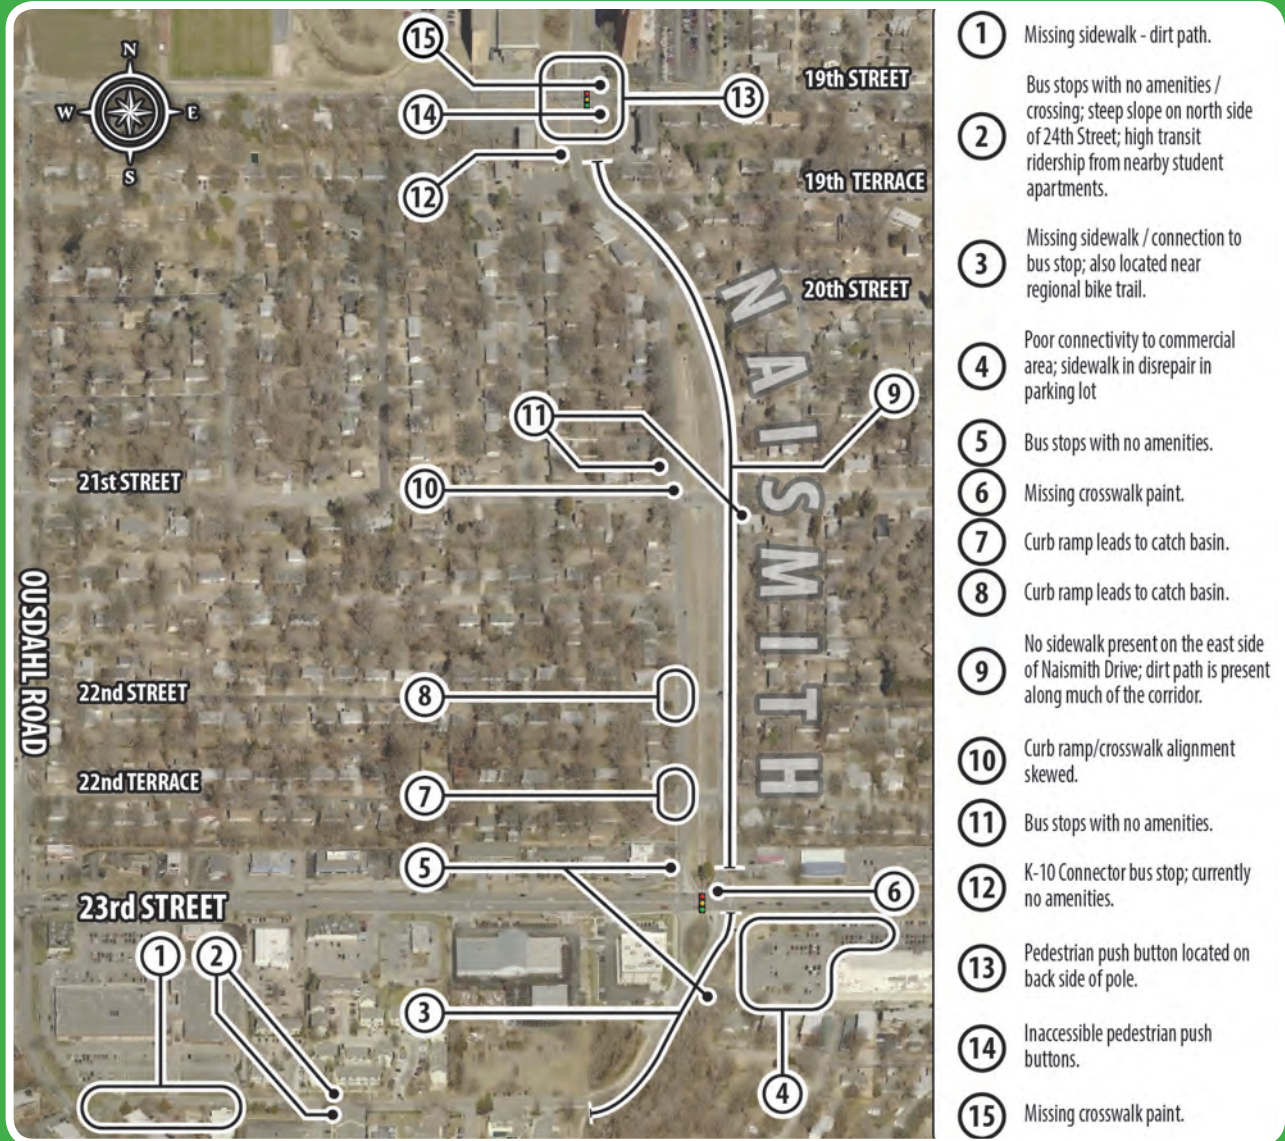 N
W
E
S
15
14
13
12
19th STREET
19th TERRACE
20th STREET
NAISMITH
11
9
10
21st STREET
OUSDAHL ROAD
22nd STREET
8
22nd TERRACE
7
5
6
23rd STREET
1
2
3
4
1 Missing sidewalk - dirt path.
2 Bus stops with no amenities /
crossing; steep slope on north side
of 24th Street; high transit
ridership from nearby student
apartments.
3 Missing sidewalk / connection to
bus stop; also located near
regional bike trail.
4 Poor connectivity to commercial
area; sidewalk in disrepair in
parking lot
5 Bus stops with no amenities.
6 Missing crosswalk paint.
7 Curb ramp leads to catch basin.
8 Curb ramp leads to catch basin.
9 No sidewalk present on the east side
of Naismith Drive; dirt path is present
along much of the corridor.
10 Curb ramp/crosswalk alignment
skewed.
11 Bus stops with no amenities.
12 K-10 Connector bus stop; currently
no amenities.
13 Pedestrian push button located on
back side of pole.
14 Inaccessible pedestrian push
buttons.
15 Missing crosswalk paint.